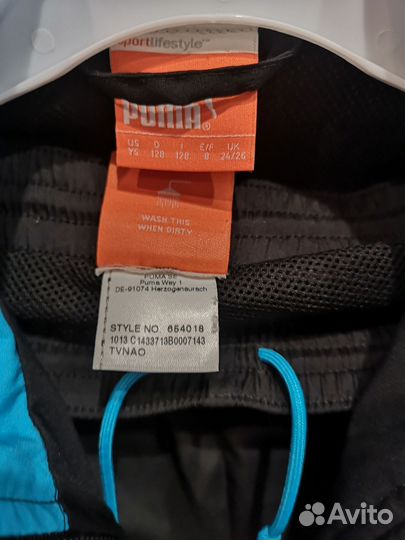 sportlifestyle™
PUMA®
US D I E/F UK
YS 128 128 8 24/26
WASH THIS
WHEN DIRTY
PUMA SE
Puma Way 1
DE-91074 Herzogenaurach
STYLE NO. 654018
1013 C1433713B0007143
TVNAO
Avito